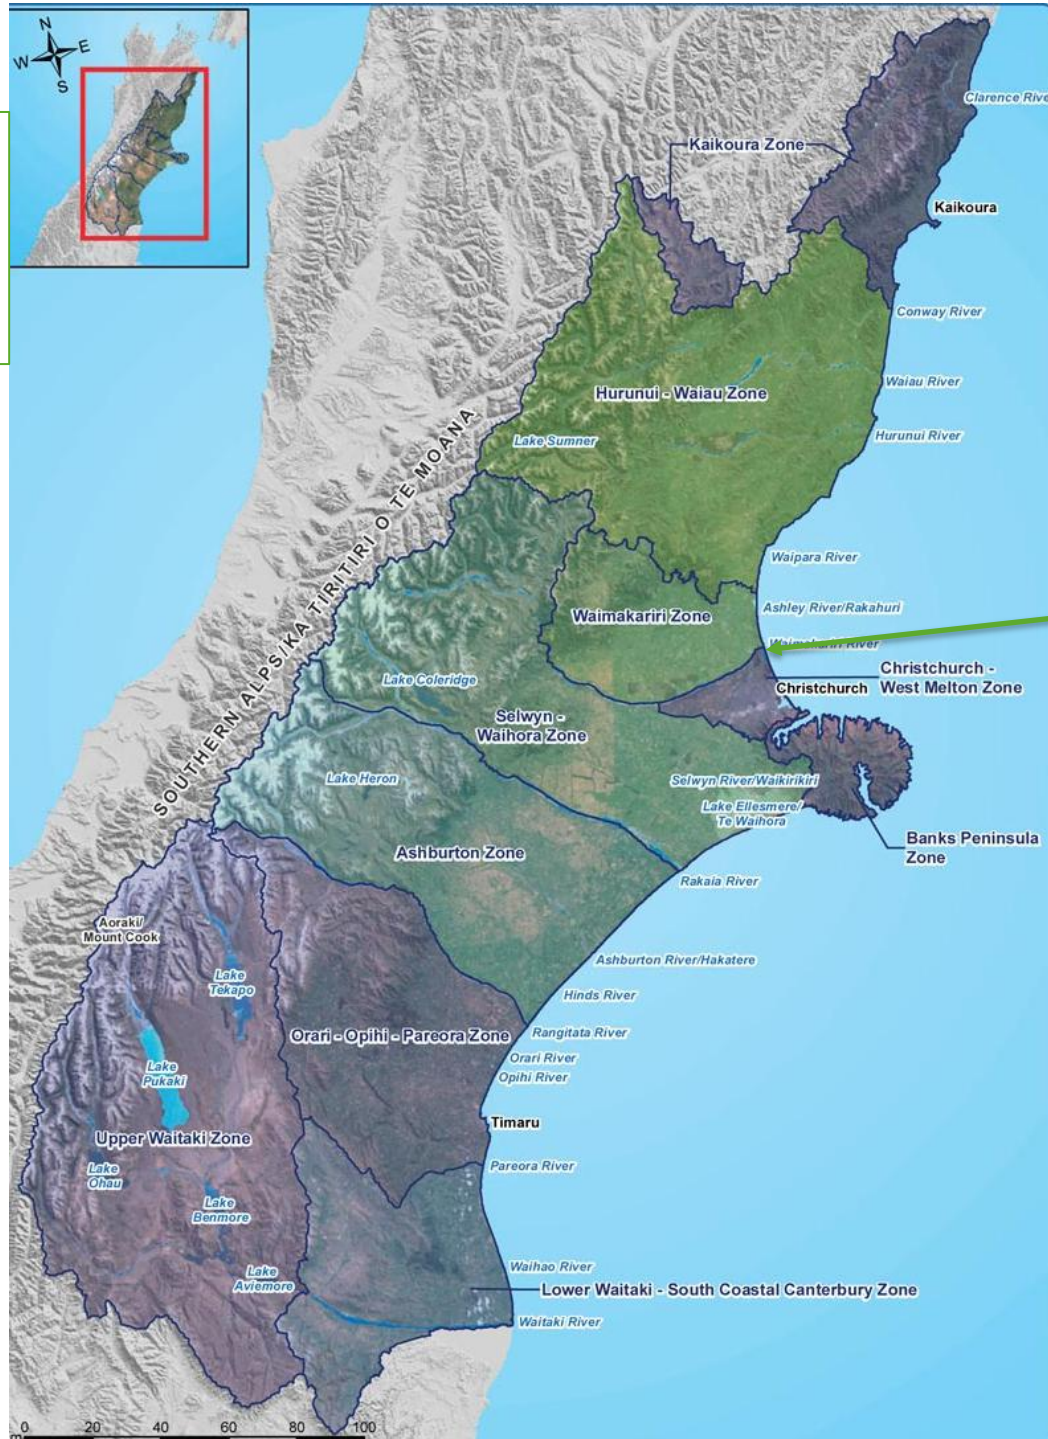 N
W E
S
Clarence River
Kaikoura Zone
Kaikoura
Conway River
Hurunui - Waiau Zone
Waiau River
Lake Sumner
Hurunui River
SOUTHERN ALPS/KA TIRITIRI O TE MOANA
Waipara River
Waimakariri Zone
Ashley River/Rakahuri
Waimakariri River
Christchurch -
West Melton Zone
Christchurch
Lake Coleridge
Selwyn -
Waihora Zone
Lake Heron
Selwyn River/Waikirikiri
Lake Ellesmere/
Te Waihora
Banks Peninsula
Zone
Ashburton Zone
Rakaia River
Aoraki/
Mount Cook
Ashburton River/Hakatere
Lake
Tekapo
Hinds River
Orari - Opihi - Pareora Zone
Rangitata River
Orari River
Opihi River
Lake
Pukaki
Timaru
Upper Waitaki Zone
Pareora River
Lake
Ohau
Lake
Benmore
Waihao River
Lake
Aviemore
Lower Waitaki - South Coastal Canterbury Zone
Waitaki River
0 20 40 60 80 100